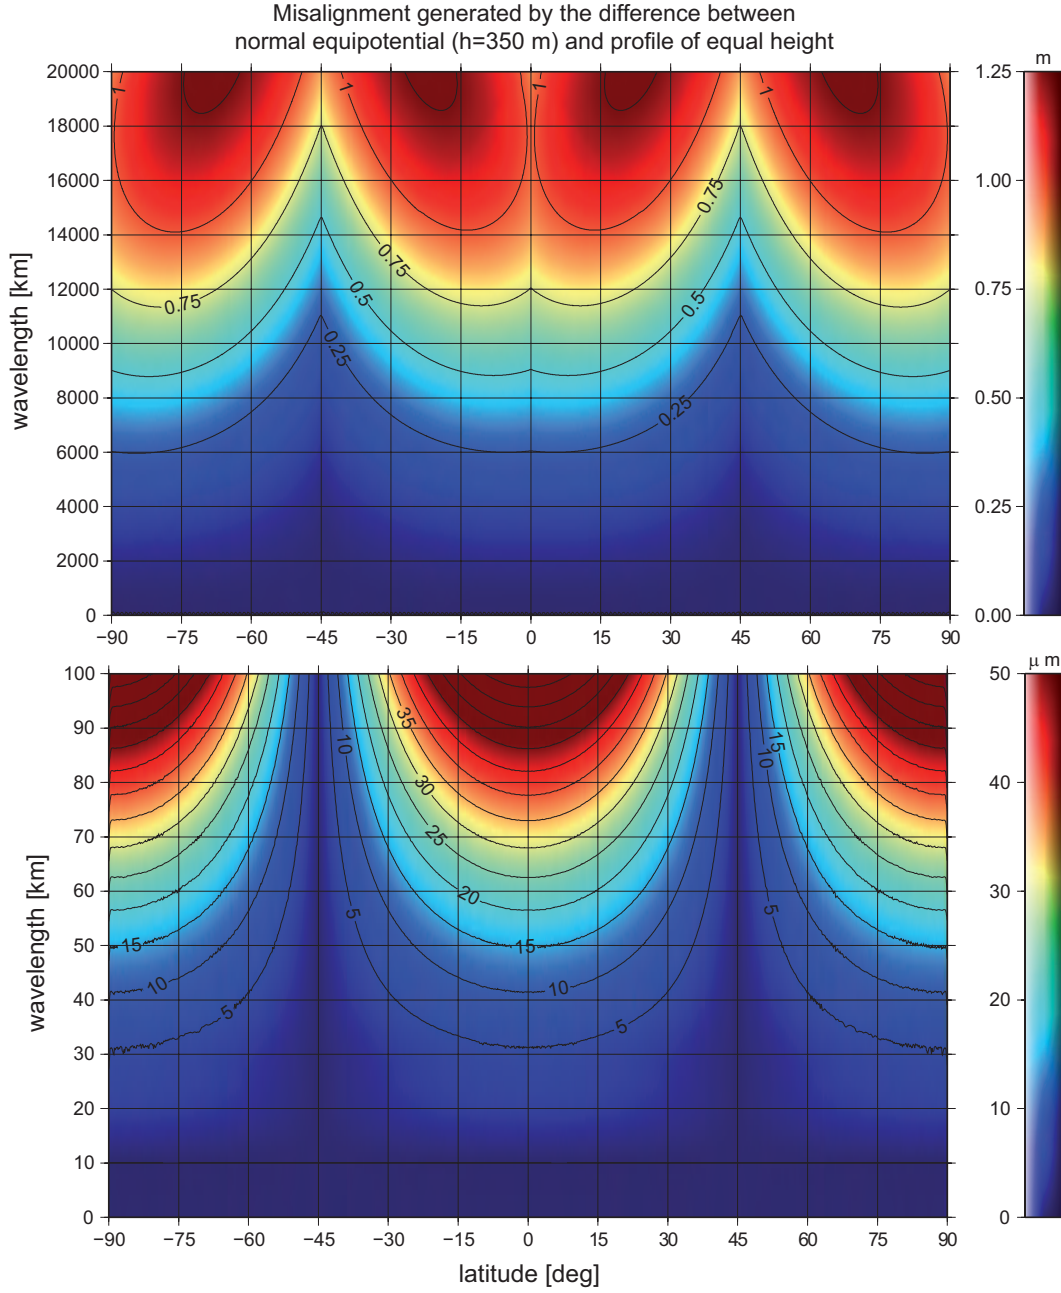 Misalignment generated by the difference between
normal equipotential (h=350 m) and profile of equal height
m
20000
18000
16000
14000
12000
10000
8000
6000
4000
2000
0
wavelength [km]
1 1 1 1
0.75 0.75 0.75
0.5 0.5
0.25 0.25
−90 −75 −60 −45 −30 −15 0 15 30 45 60 75 90
1.25
1.00
0.75
0.50
0.25
0.00
μ m
100
90
80
70
60
50
40
30
20
10
0
wavelength [km]
35
30
25
20
15 15 15
10 10 10 10
5 5 5 5
−90 −75 −60 −45 −30 −15 0 15 30 45 60 75 90
latitude [deg]
50
40
30
20
10
0